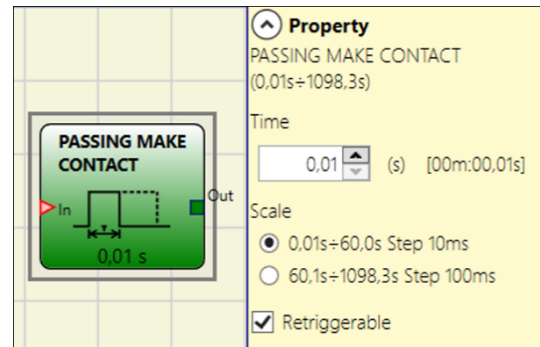 PASSING MAKE
CONTACT
In
Out
T
0,01 s
Property
PASSING MAKE CONTACT
(0,01s÷1098,3s)
Time
0,01 (s) [00m:00,01s]
Scale
0,01s÷60,0s Step 10ms
60,1s÷1098,3s Step 100ms
Retriggerable